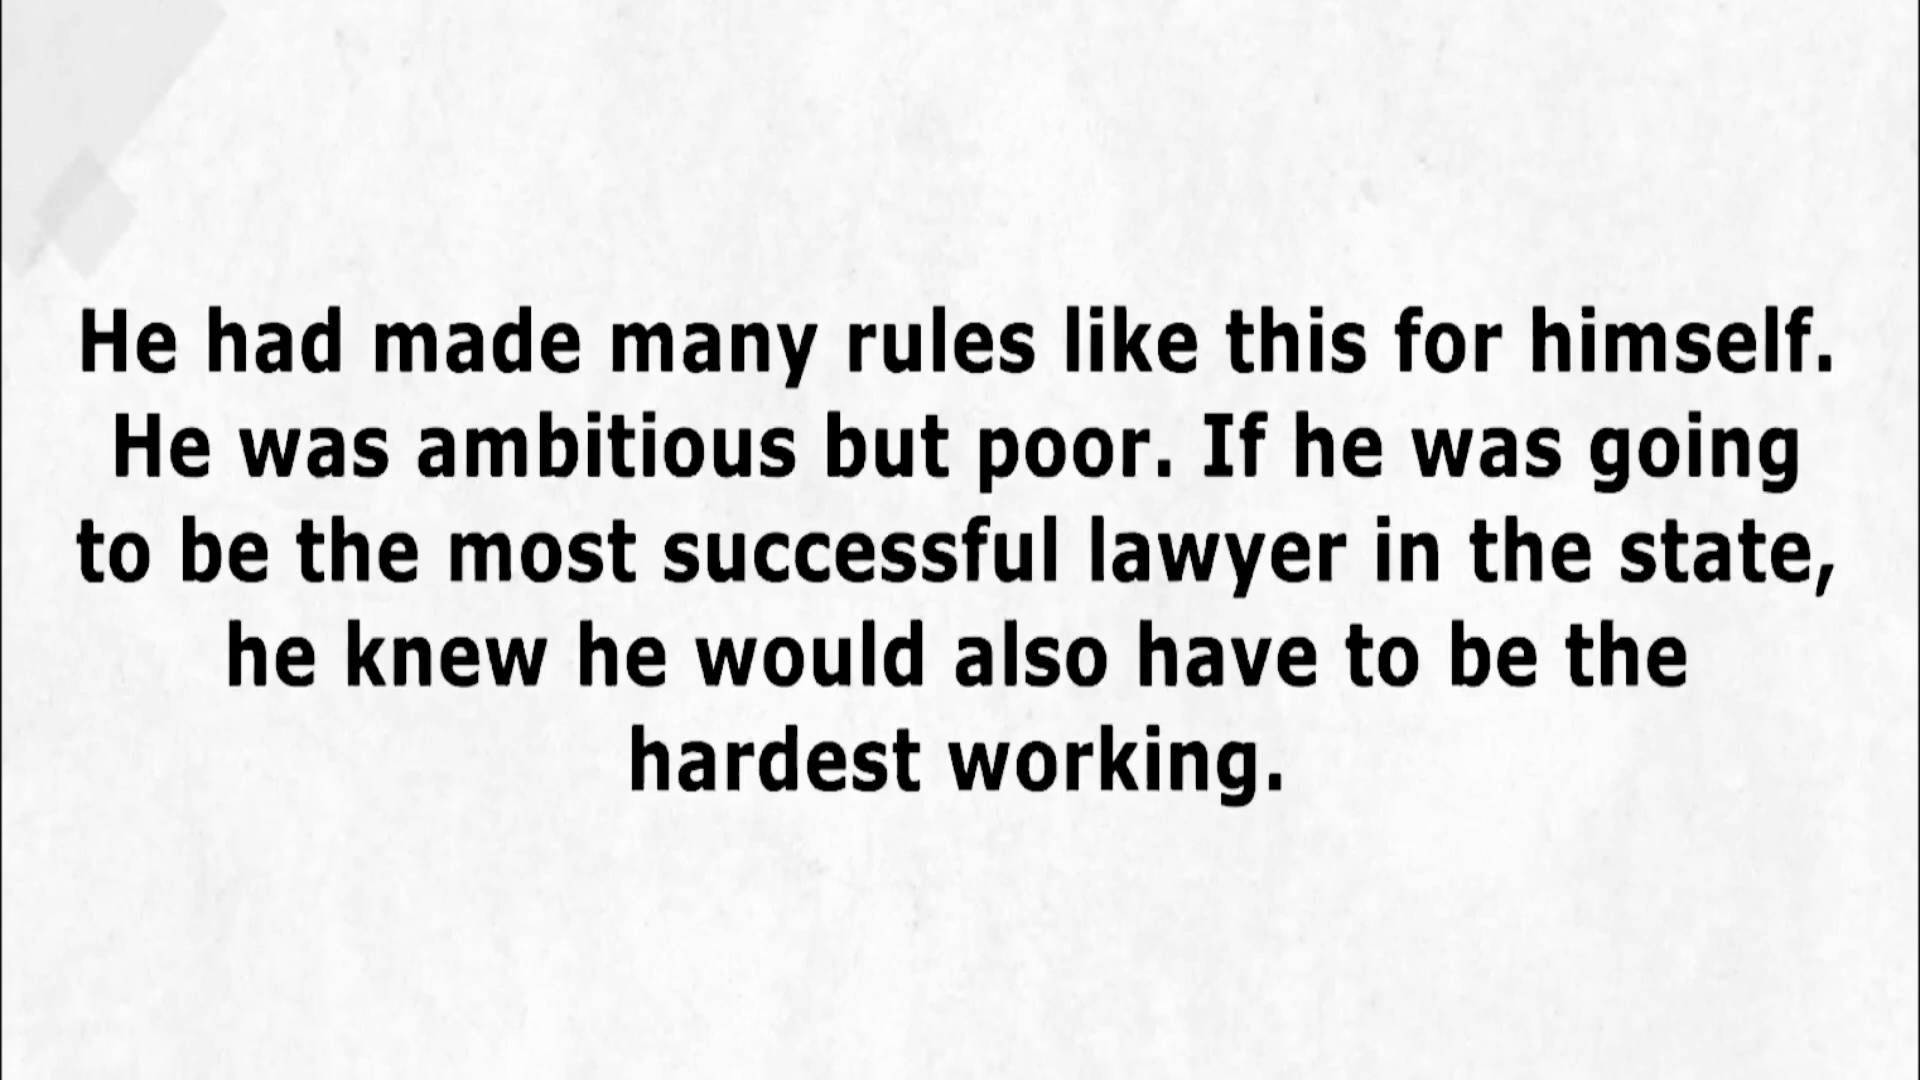 He had made many rules like this for himself.
He was ambitious but poor. If he was going
to be the most successful lawyer in the state,
he knew he would also have to be the
hardest working.